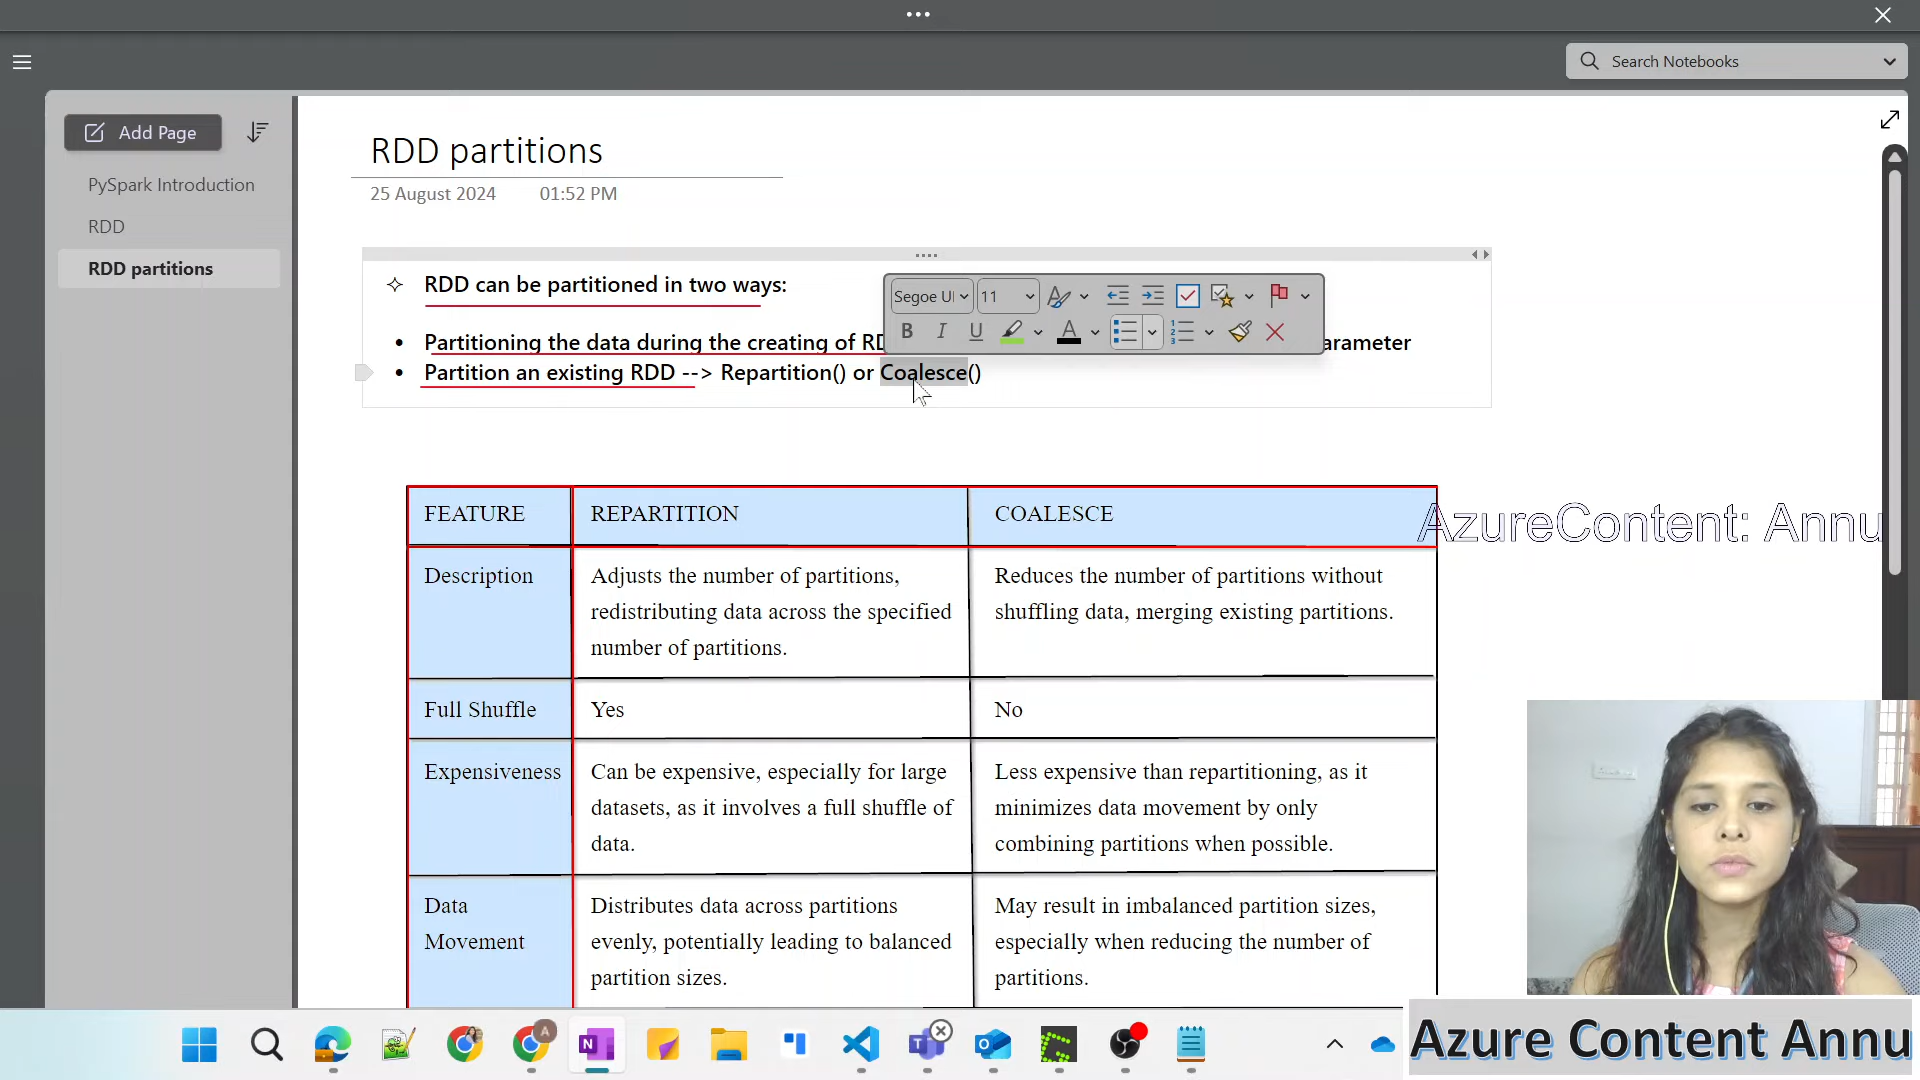 Search Notebooks
Add Page
PySpark Introduction
RDD
RDD partitions
RDD partitions
25 August 2024 01:52 PM
RDD can be partitioned in two ways:
Segoe UI 11
B I U A
• Partitioning the data during the creating of RD arameter
• Partition an existing RDD --> Repartition() or Coalesce()
FEATURE REPARTITION COALESCE
Description Adjusts the number of partitions, Reduces the number of partitions without
redistributing data across the specified shuffling data, merging existing partitions.
number of partitions.
Full Shuffle Yes No
Expensiveness Can be expensive, especially for large Less expensive than repartitioning, as it
datasets, as it involves a full shuffle of minimizes data movement by only
data. combining partitions when possible.
Data Distributes data across partitions May result in imbalanced partition sizes,
Movement evenly, potentially leading to balanced especially when reducing the number of
partition sizes. partitions.
AzureContent: Annu
Azure Content Annu